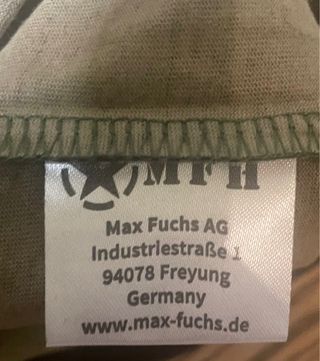 MFH
Max Fuchs AG
Industriestraße 1
94078 Freyung
Germany
www.max-fuchs.de